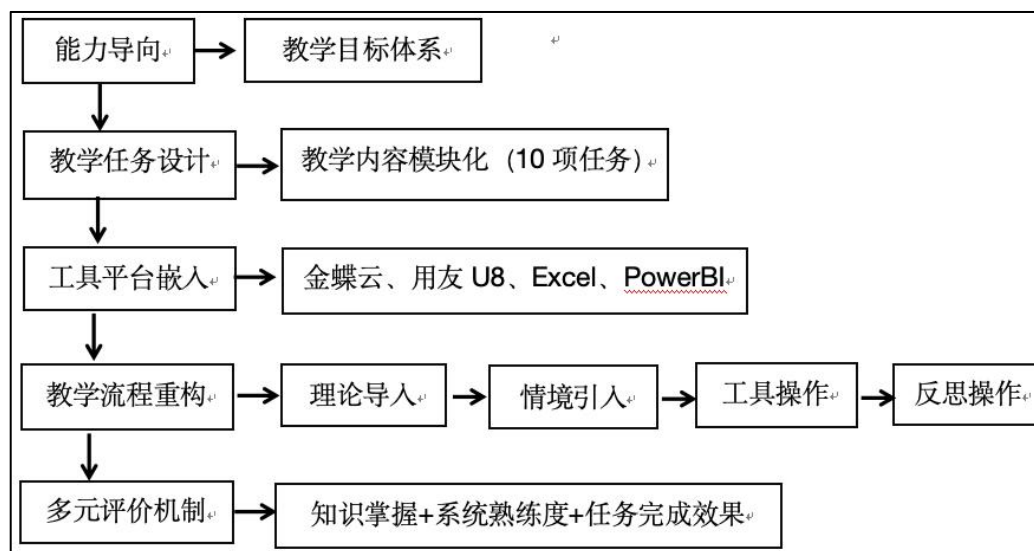 能力导向
教学目标体系
教学任务设计
教学内容模块化 (10 项任务)
工具平台嵌入
金蝶云、用友 U8、Excel、PowerBI
教学流程重构
理论导入
情境引入
工具操作
反思操作
多元评价机制
知识掌握+系统熟练度+任务完成效果